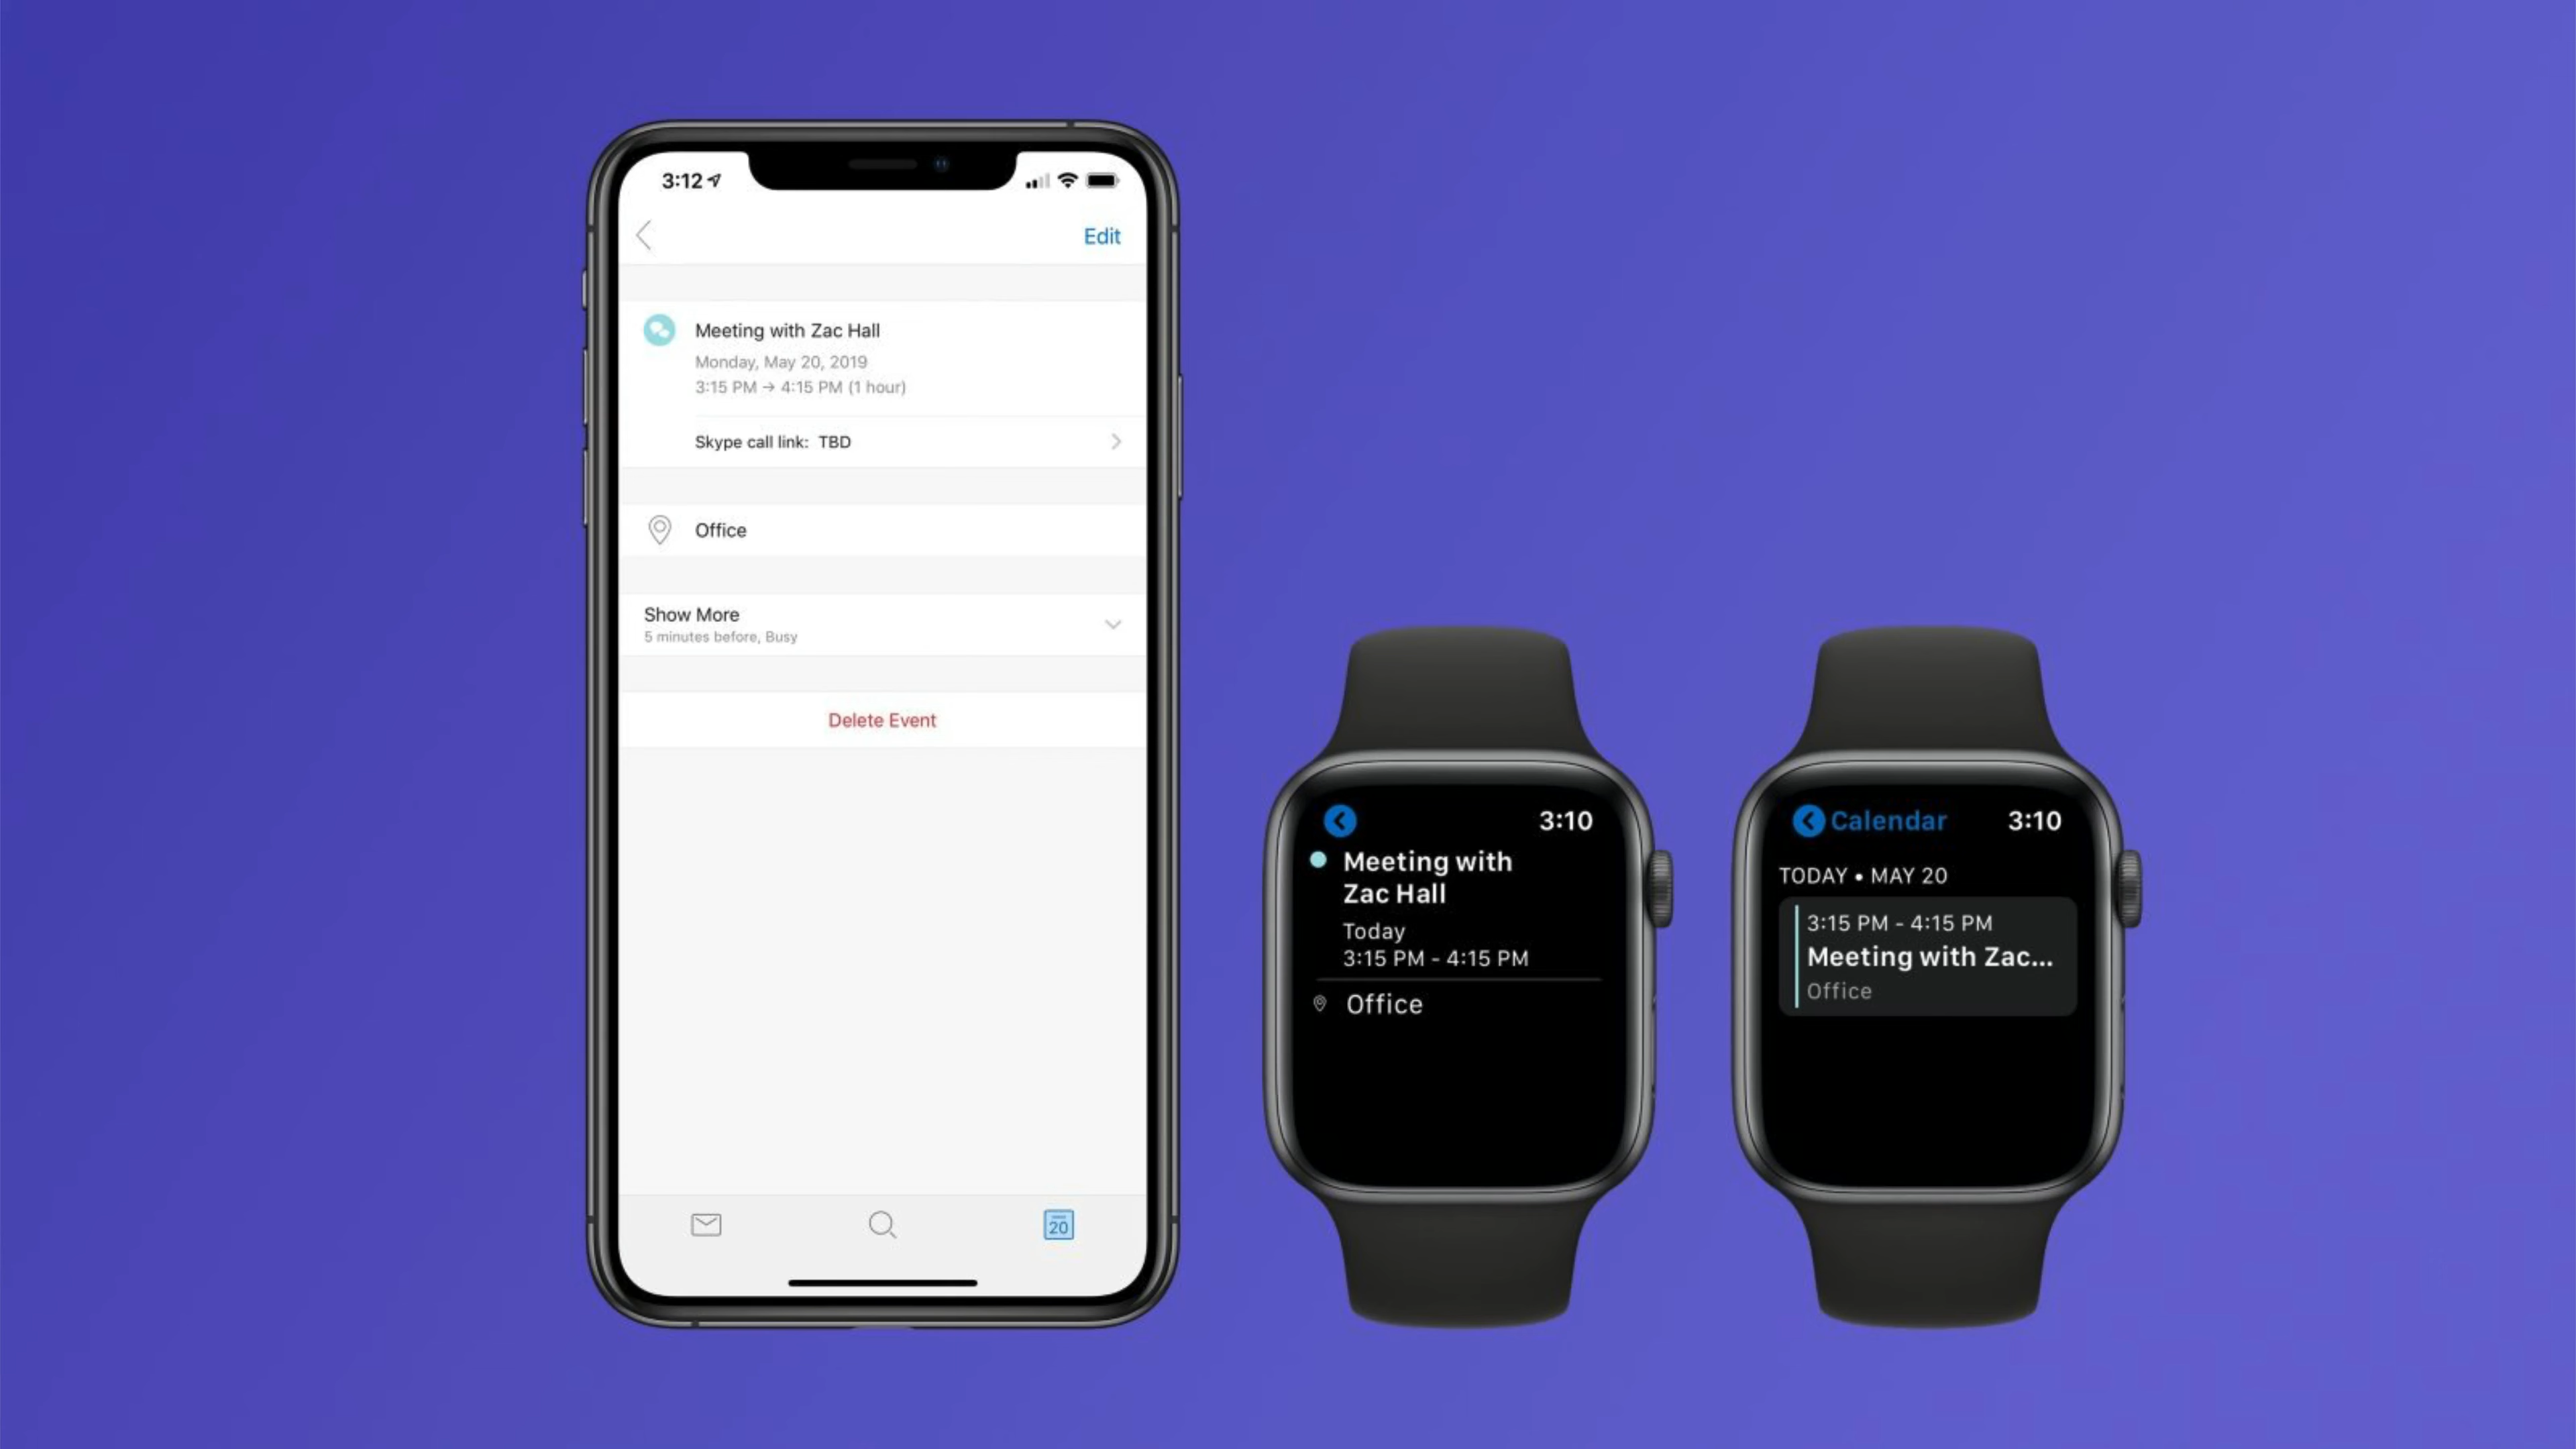 3:12
Edit
Meeting with Zac Hall
Monday, May 20, 2019
3:15 PM → 4:15 PM (1 hour)
Skype call link: TBD
Office
Show More
5 minutes before, Busy
Delete Event
20
3:10
Meeting with
Zac Hall
Today
3:15 PM - 4:15 PM
Office
Calendar 3:10
TODAY • MAY 20
3:15 PM - 4:15 PM
Meeting with Zac...
Office